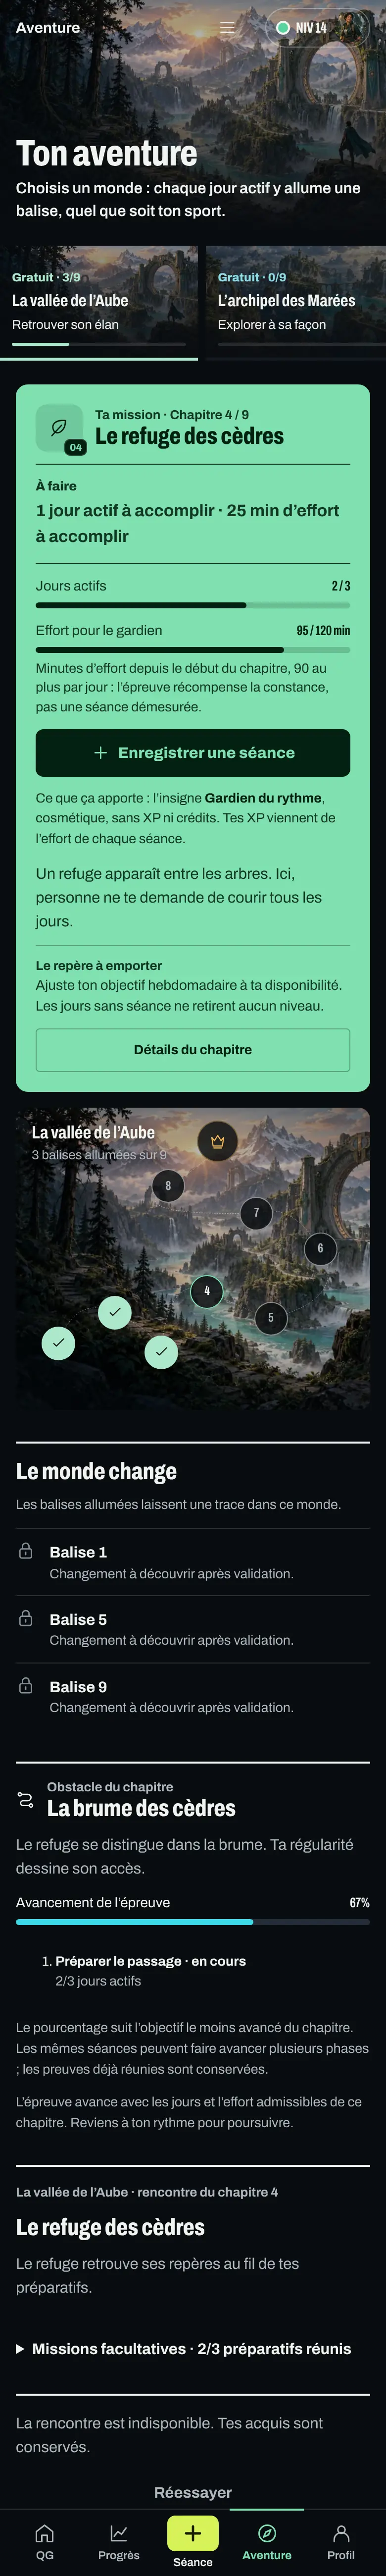 Aventure
NIV 14
Ton aventure
Choisis un monde : chaque jour actif y allume une
balise, quel que soit ton sport.
Gratuit · 3/9
La vallée de l’Aube
Retrouver son élan
Gratuit · 0/9
L’archipel des Marées
Explorer à sa façon
04
Ta mission · Chapitre 4 / 9
Le refuge des cèdres
À faire
1 jour actif à accomplir · 25 min d’effort
à accomplir
Jours actifs
2 / 3
Effort pour le gardien
95 / 120 min
Minutes d’effort depuis le début du chapitre, 90 au
plus par jour : l’épreuve récompense la constance,
pas une séance démesurée.
Enregistrer une séance
Ce que ça apporte : l’insigne Gardien du rythme,
cosmétique, sans XP ni crédits. Tes XP viennent de
l’effort de chaque séance.
Un refuge apparaît entre les arbres. Ici,
personne ne te demande de courir tous les
jours.
Le repère à emporter
Ajuste ton objectif hebdomadaire à ta disponibilité.
Les jours sans séance ne retirent aucun niveau.
Détails du chapitre
La vallée de l’Aube
3 balises allumées sur 9
8
7
6
4
5
Le monde change
Les balises allumées laissent une trace dans ce monde.
Balise 1
Changement à découvrir après validation.
Balise 5
Changement à découvrir après validation.
Balise 9
Changement à découvrir après validation.
Obstacle du chapitre
La brume des cèdres
Le refuge se distingue dans la brume. Ta régularité
dessine son accès.
Avancement de l’épreuve
67%
1. Préparer le passage · en cours
2/3 jours actifs
Le pourcentage suit l’objectif le moins avancé du chapitre.
Les mêmes séances peuvent faire avancer plusieurs phases
; les preuves déjà réunies sont conservées.
L’épreuve avance avec les jours et l’effort admissibles de ce
chapitre. Reviens à ton rythme pour poursuivre.
La vallée de l’Aube · rencontre du chapitre 4
Le refuge des cèdres
Le refuge retrouve ses repères au fil de tes
préparatifs.
Missions facultatives · 2/3 préparatifs réunis
La rencontre est indisponible. Tes acquis sont
conservés.
Réessayer
QG
Progrès
Séance
Aventure
Profil